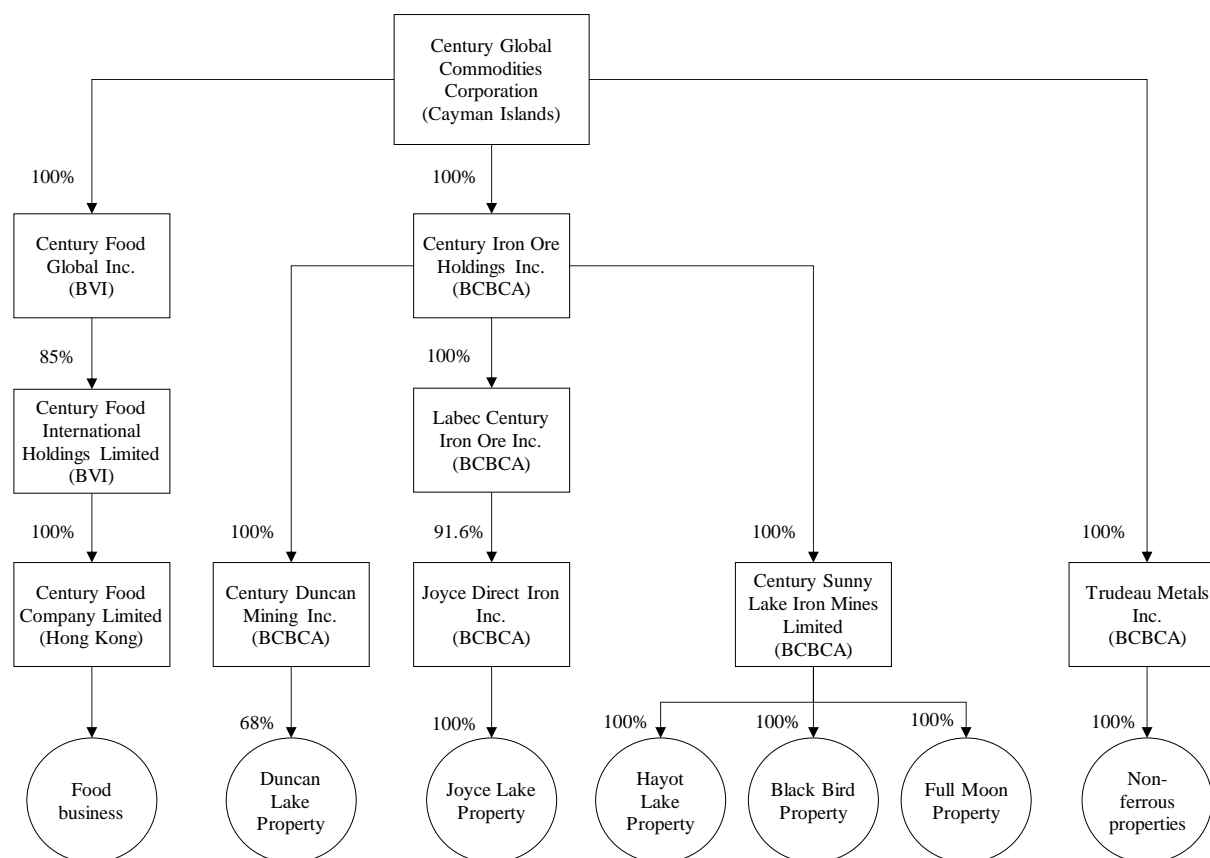 Century Global
Commodities
Corporation
(Cayman Islands)
100%
100%
Century Food
Global Inc.
(BVI)
Century Iron Ore
Holdings Inc.
(BCBCA)
85%
100%
Century Food
International
Holdings Limited
(BVI)
Labec Century
Iron Ore Inc.
(BCBCA)
100%
100%
91.6%
100%
100%
Century Food
Company Limited
(Hong Kong)
Century Duncan
Mining Inc.
(BCBCA)
Joyce Direct Iron
Inc.
(BCBCA)
Century Sunny
Lake Iron Mines
Limited
(BCBCA)
Trudeau Metals
Inc.
(BCBCA)
68%
100%
100%
100%
100%
100%
Food
business
Duncan
Lake
Property
Joyce Lake
Property
Hayot
Lake
Property
Black Bird
Property
Full Moon
Property
Non-
ferrous
properties